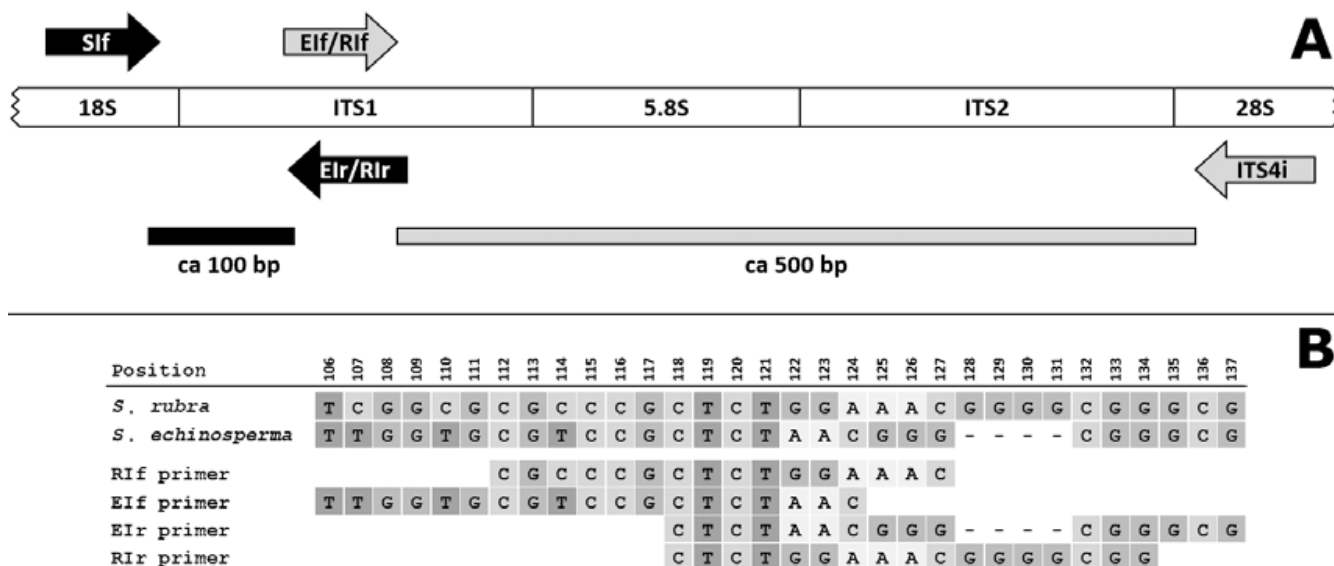 SIf EIf/RIf A
18S ITS1 5.8S ITS2 28S
EIr/RIr ITS4i
ca 100 bp ca 500 bp
B
Position 106 107 108 109 110 111 112 113 114 115 116 117 118 119 120 121 122 123 124 125 126 127 128 129 130 131 132 133 134 135 136 137
S. rubra T C G G C G C G C C C G C T C T G G A A A C G G G G C G G G C G
S. echinosperma T T G G T G C G T C C G C T C T A A C G G G - - - - C G G G C G
RIf primer C G C C C G C T C T G G A A A C
EIf primer T T G G T G C G T C C G C T C T A A C
EIr primer C T C T A A C G G G - - - - C G G G C G
RIr primer C T C T G G A A A C G G G G C G G